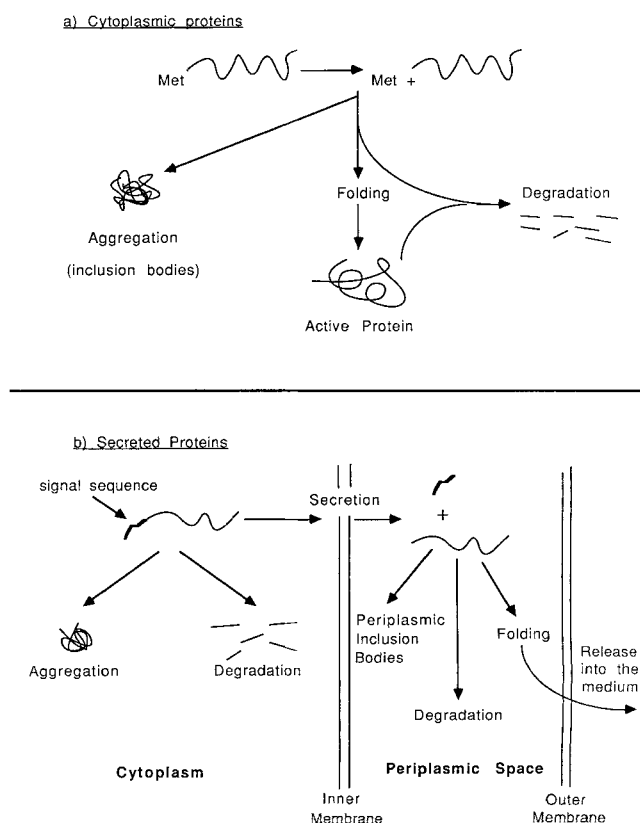 a) Cytoplasmic proteins
Met
Met +
Folding
Degradation
Aggregation
(inclusion bodies)
Active Protein
b) Secreted Proteins
signal sequence
Secretion
+
Periplasmic
Inclusion
Bodies
Folding
Release
into the
medium
Aggregation
Degradation
Degradation
Cytoplasm
Periplasmic Space
Inner
Membrane
Outer
Membrane